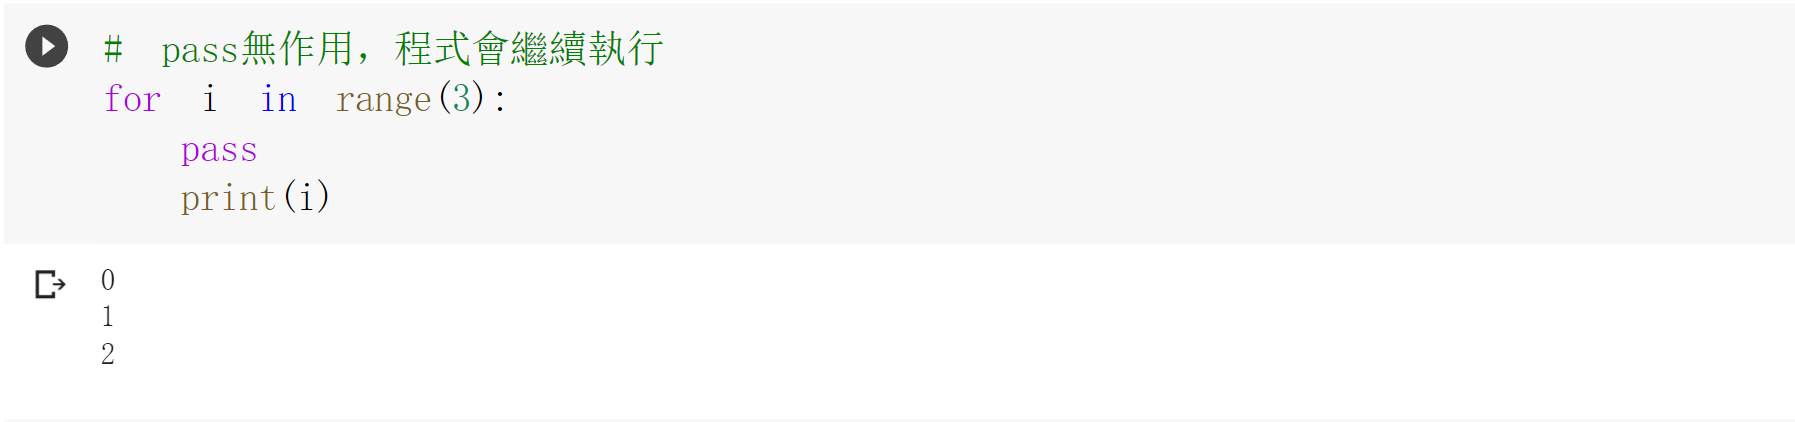 # pass無作用，程式會繼續執行
for i in range(3):
    pass
    print(i)
0
1
2